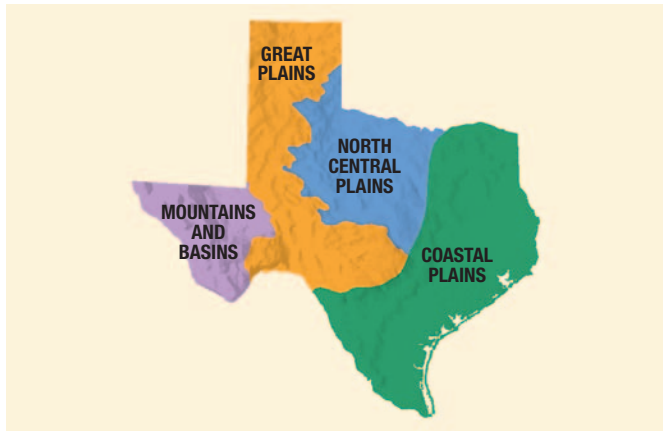 GREAT
PLAINS
NORTH
CENTRAL
PLAINS
MOUNTAINS
AND
BASINS
COASTAL
PLAINS